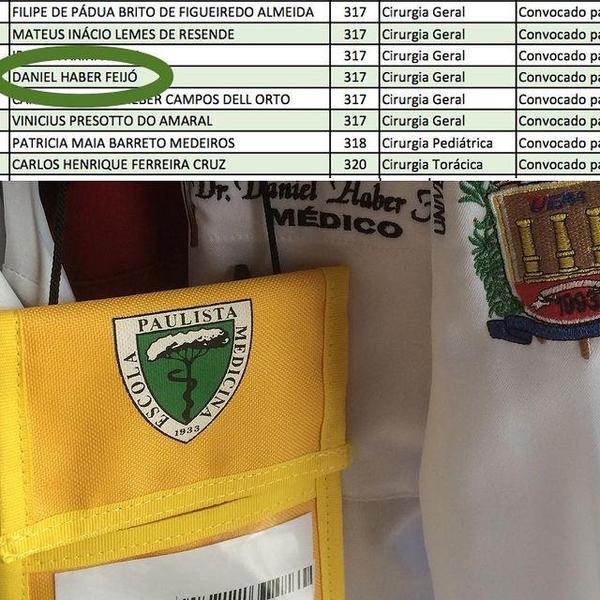 FILIPE DE PÁDUA BRITO DE FIGUEIREDO ALMEIDA 317 Cirurgia Geral Convocado pa
MATEUS INÁCIO LEMES DE RESENDE 317 Cirurgia Geral Convocado pa
317 Cirurgia Geral Convocado pa
DANIEL HABER FEIJÓ 317 Cirurgia Geral Convocado pa
CAMPOS DELL ORTO 317 Cirurgia Geral Convocado pa
VINICIUS PRESOTTO DO AMARAL 317 Cirurgia Geral Convocado pa
PATRICIA MAIA BARRETO MEDEIROS 318 Cirurgia Pediátrica Convocado pa
CARLOS HENRIQUE FERREIRA CRUZ 320 Cirurgia Torácica Convocado pa
Dr. Daniel Haber
MÉDICO
UEPA
1993
ESCOLA PAULISTA MEDICINA
1933